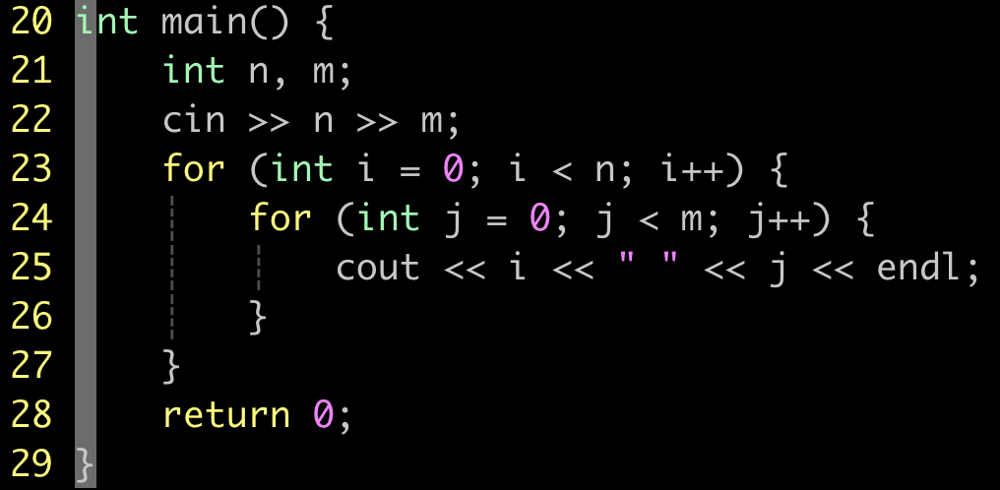 20 int main() {
21     int n, m;
22     cin >> n >> m;
23     for (int i = 0; i < n; i++) {
24         for (int j = 0; j < m; j++) {
25             cout << i << " " << j << endl;
26         }
27     }
28     return 0;
29 }